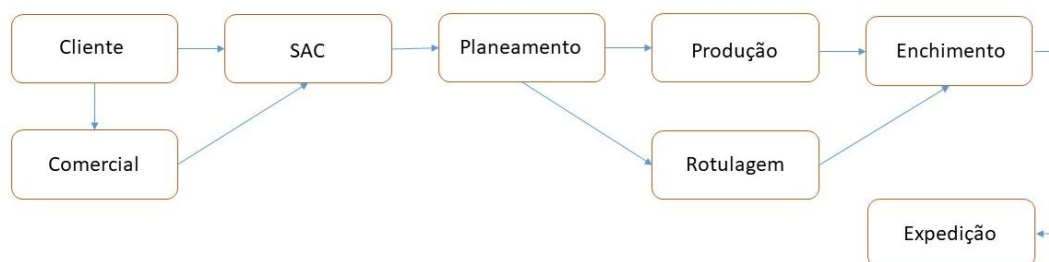 Cliente
SAC
Planeamento
Produção
Enchimento
Comercial
Rotulagem
Expedição